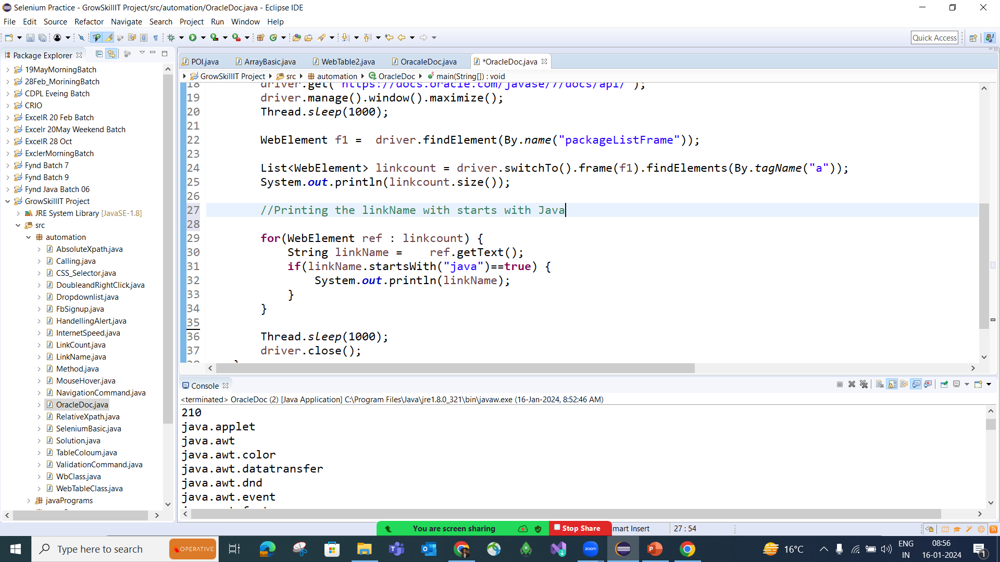 Selenium Practice - GrowSkillIT Project/src/automation/OracleDoc.java - Eclipse IDE
File Edit Source Refactor Navigate Search Project Run Window Help
Quick Access
Package Explorer
19MayMorningBatch
28Feb_MoriningBatch
CDPL Eveing Batch
CRIO
ExcelR 20 Feb Batch
Excelr 20May Weekend Batch
ExcelR 28 Oct
ExclerMorningBatch
Fynd Batch 7
Fynd Batch 9
Fynd Java Batch 06
GrowSkillIT Project
JRE System Library [JavaSE-1.8]
src
automation
AbsoluteXpath.java
Calling.java
CSS_Selector.java
DoubleandRightClick.java
Dropdownlist.java
FbSignup.java
HandellingAlert.java
InternetSpeed.java
LinkCount.java
LinkName.java
Method.java
MouseHover.java
NavigationCommand.java
OracleDoc.java
RelativeXpath.java
SeleniumBasic.java
Solution.java
TableColoum.java
ValidationCommand.java
WbClass.java
WebTableClass.java
javaPrograms
POI.java ArrayBasic.java WebTable2.java OracaleDoc.java *OracleDoc.java
GrowSkillIT Project src automation OracleDoc main(String[]) : void
18 driver.get("https://docs.oracle.com/javase/7/docs/api/");
19 driver.manage().window().maximize();
20 Thread.sleep(1000);
21
22 WebElement f1 =  driver.findElement(By.name("packageListFrame"));
23
24 List<WebElement> linkcount = driver.switchTo().frame(f1).findElements(By.tagName("a"));
25 System.out.println(linkcount.size());
26
27 //Printing the linkName with starts with Java
28
29 for(WebElement ref : linkcount) {
30 String linkName =    ref.getText();
31 if(linkName.startsWith("java")==true) {
32 System.out.println(linkName);
33 }
34 }
35
36 Thread.sleep(1000);
37 driver.close();
Console
<terminated> OracleDoc (2) [Java Application] C:\Program Files\Java\jre1.8.0_321\bin\javaw.exe (16-Jan-2024, 8:52:46 AM)
210
java.applet
java.awt
java.awt.color
java.awt.datatransfer
java.awt.dnd
java.awt.event
You are screen sharing Stop Share mart Insert 27 : 54
Type here to search OPERATIVE zoom 16°C ENG IN 08:56 16-01-2024 1